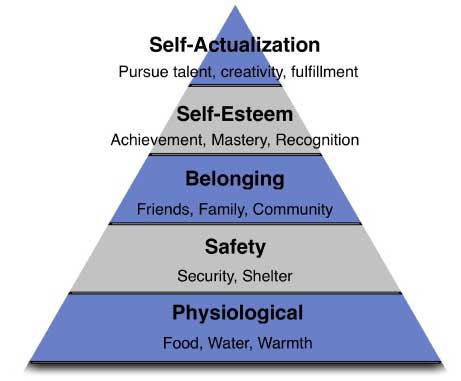 Self-Actualization
Pursue talent, creativity, fulfillment
Self-Esteem
Achievement, Mastery, Recognition
Belonging
Friends, Family, Community
Safety
Security, Shelter
Physiological
Food, Water, Warmth